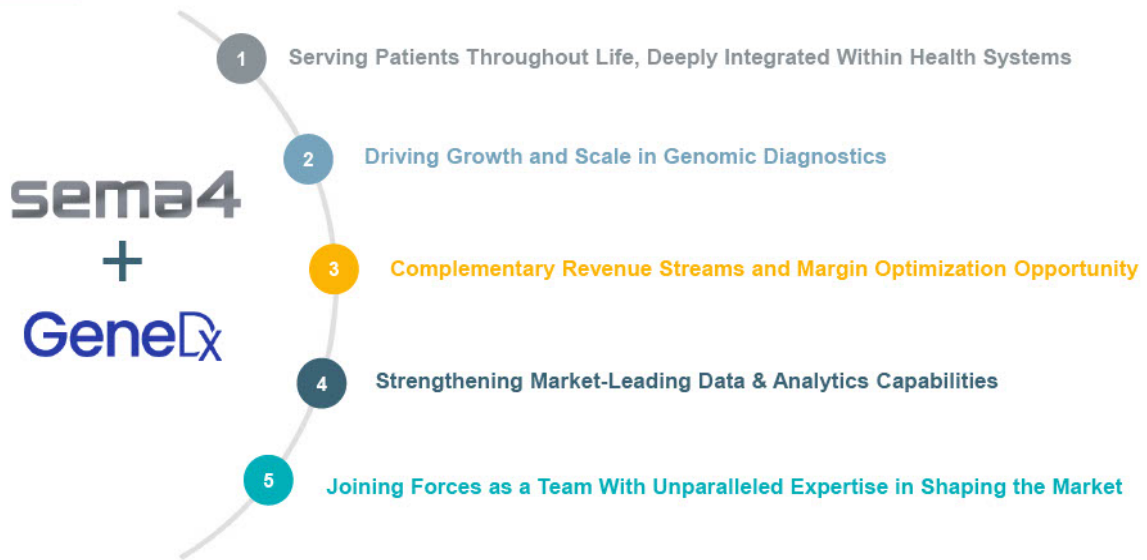 1 Serving Patients Throughout Life, Deeply Integrated Within Health Systems
2 Driving Growth and Scale in Genomic Diagnostics
sema4
+
GeneDx
3 Complementary Revenue Streams and Margin Optimization Opportunity
4 Strengthening Market-Leading Data & Analytics Capabilities
5 Joining Forces as a Team With Unparalleled Expertise in Shaping the Market